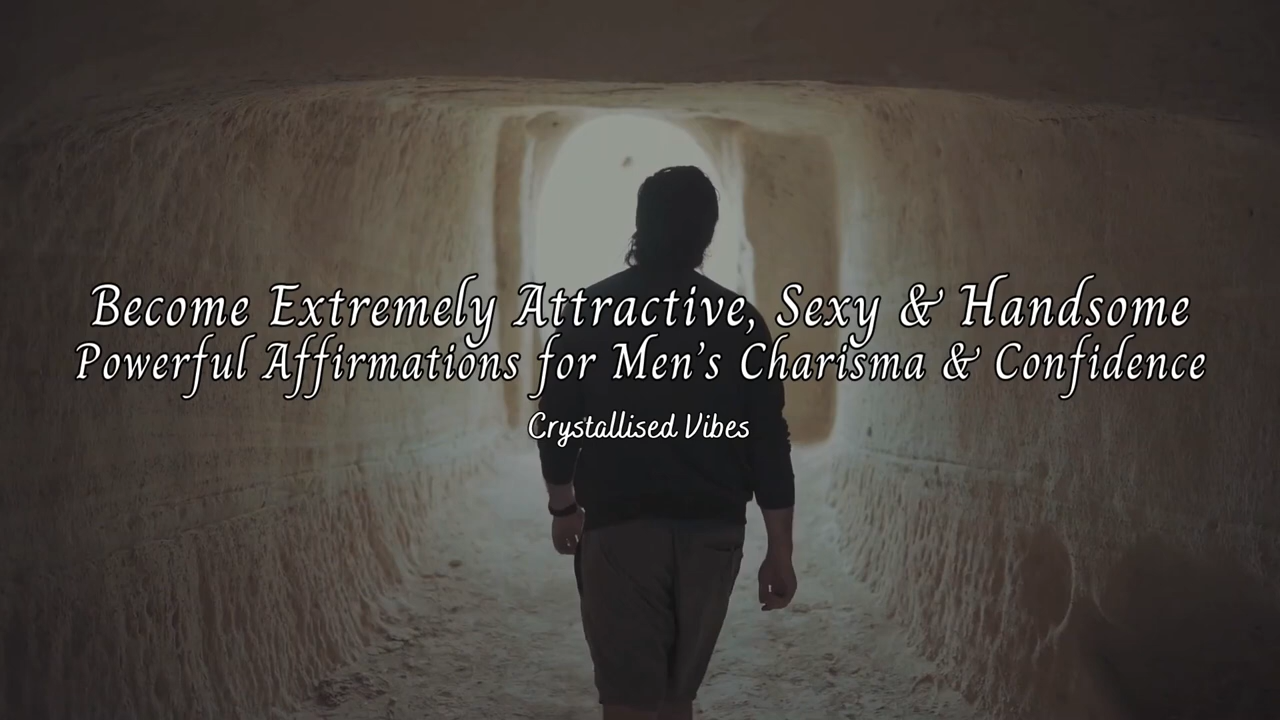 Become Extremely Attractive, Sexy & Handsome
Powerful Affirmations for Men's Charisma & Confidence
Crystallised Vibes